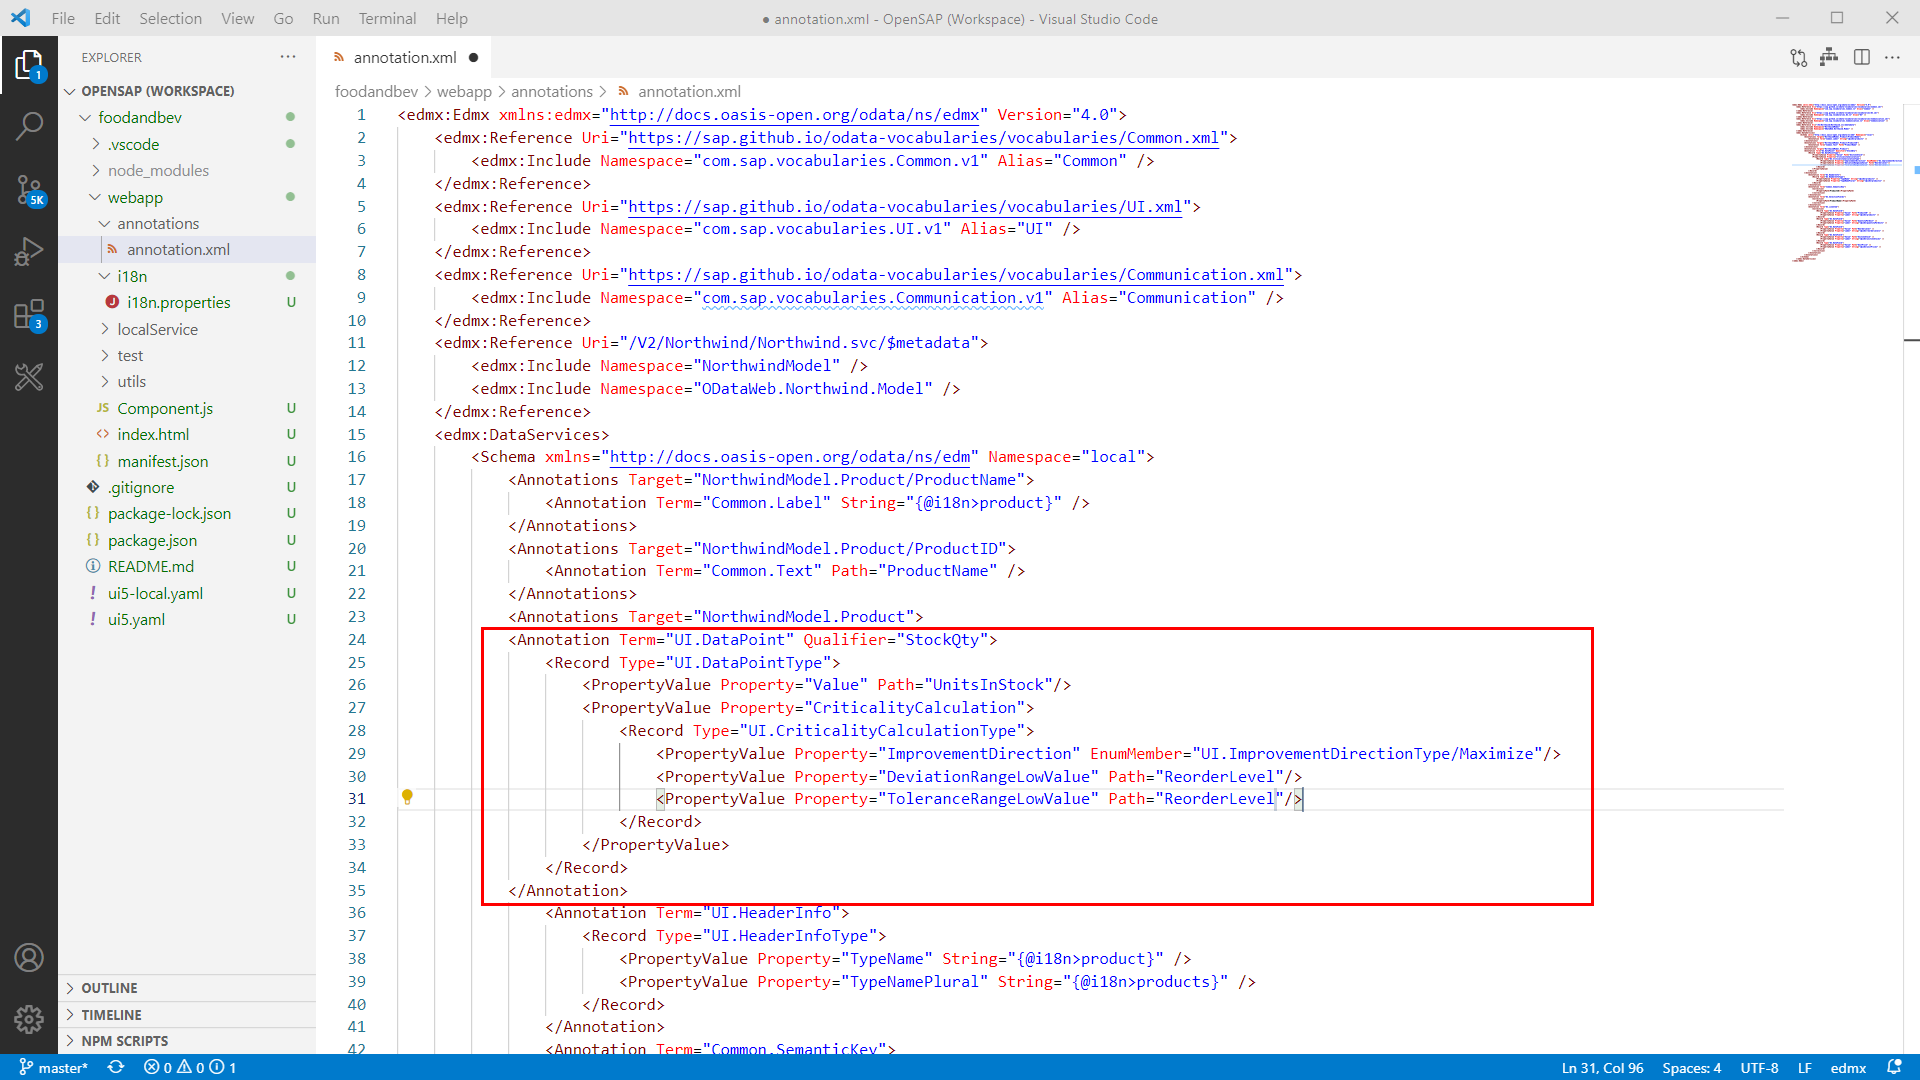 File Edit Selection View Go Run Terminal Help
● annotation.xml - OpenSAP (Workspace) - Visual Studio Code
EXPLORER
annotation.xml ●
1
OPENSAP (WORKSPACE)
foodandbev
.vscode
node_modules
webapp
5K
annotations
annotation.xml
i18n
i18n.properties U
3
localService
test
utils
JS Component.js U
<> index.html U
{} manifest.json U
.gitignore U
{} package-lock.json U
{} package.json U
README.md U
! ui5-local.yaml U
! ui5.yaml U
OUTLINE
TIMELINE
NPM SCRIPTS
foodandbev > webapp > annotations > annotation.xml
1 <edmx:Edmx xmlns:edmx="http://docs.oasis-open.org/odata/ns/edmx" Version="4.0">
2 <edmx:Reference Uri="https://sap.github.io/odata-vocabularies/vocabularies/Common.xml">
3 <edmx:Include Namespace="com.sap.vocabularies.Common.v1" Alias="Common" />
4 </edmx:Reference>
5 <edmx:Reference Uri="https://sap.github.io/odata-vocabularies/vocabularies/UI.xml">
6 <edmx:Include Namespace="com.sap.vocabularies.UI.v1" Alias="UI" />
7 </edmx:Reference>
8 <edmx:Reference Uri="https://sap.github.io/odata-vocabularies/vocabularies/Communication.xml">
9 <edmx:Include Namespace="com.sap.vocabularies.Communication.v1" Alias="Communication" />
10 </edmx:Reference>
11 <edmx:Reference Uri="/V2/Northwind/Northwind.svc/$metadata">
12 <edmx:Include Namespace="NorthwindModel" />
13 <edmx:Include Namespace="ODataWeb.Northwind.Model" />
14 </edmx:Reference>
15 <edmx:DataServices>
16 <Schema xmlns="http://docs.oasis-open.org/odata/ns/edm" Namespace="local">
17 <Annotations Target="NorthwindModel.Product/ProductName">
18 <Annotation Term="Common.Label" String="{@i18n>product}" />
19 </Annotations>
20 <Annotations Target="NorthwindModel.Product/ProductID">
21 <Annotation Term="Common.Text" Path="ProductName" />
22 </Annotations>
23 <Annotations Target="NorthwindModel.Product">
24 <Annotation Term="UI.DataPoint" Qualifier="StockQty">
25 <Record Type="UI.DataPointType">
26 <PropertyValue Property="Value" Path="UnitsInStock"/>
27 <PropertyValue Property="CriticalityCalculation">
28 <Record Type="UI.CriticalityCalculationType">
29 <PropertyValue Property="ImprovementDirection" EnumMember="UI.ImprovementDirectionType/Maximize"/>
30 <PropertyValue Property="DeviationRangeLowValue" Path="ReorderLevel"/>
31 <PropertyValue Property="ToleranceRangeLowValue" Path="ReorderLevel"/>
32 </Record>
33 </PropertyValue>
34 </Record>
35 </Annotation>
36 <Annotation Term="UI.HeaderInfo">
37 <Record Type="UI.HeaderInfoType">
38 <PropertyValue Property="TypeName" String="{@i18n>product}" />
39 <PropertyValue Property="TypeNamePlural" String="{@i18n>products}" />
40 </Record>
41 </Annotation>
42 <Annotation Term="Common.SemanticKey">
master* 0 0 1
Ln 31, Col 96 Spaces: 4 UTF-8 LF edmx